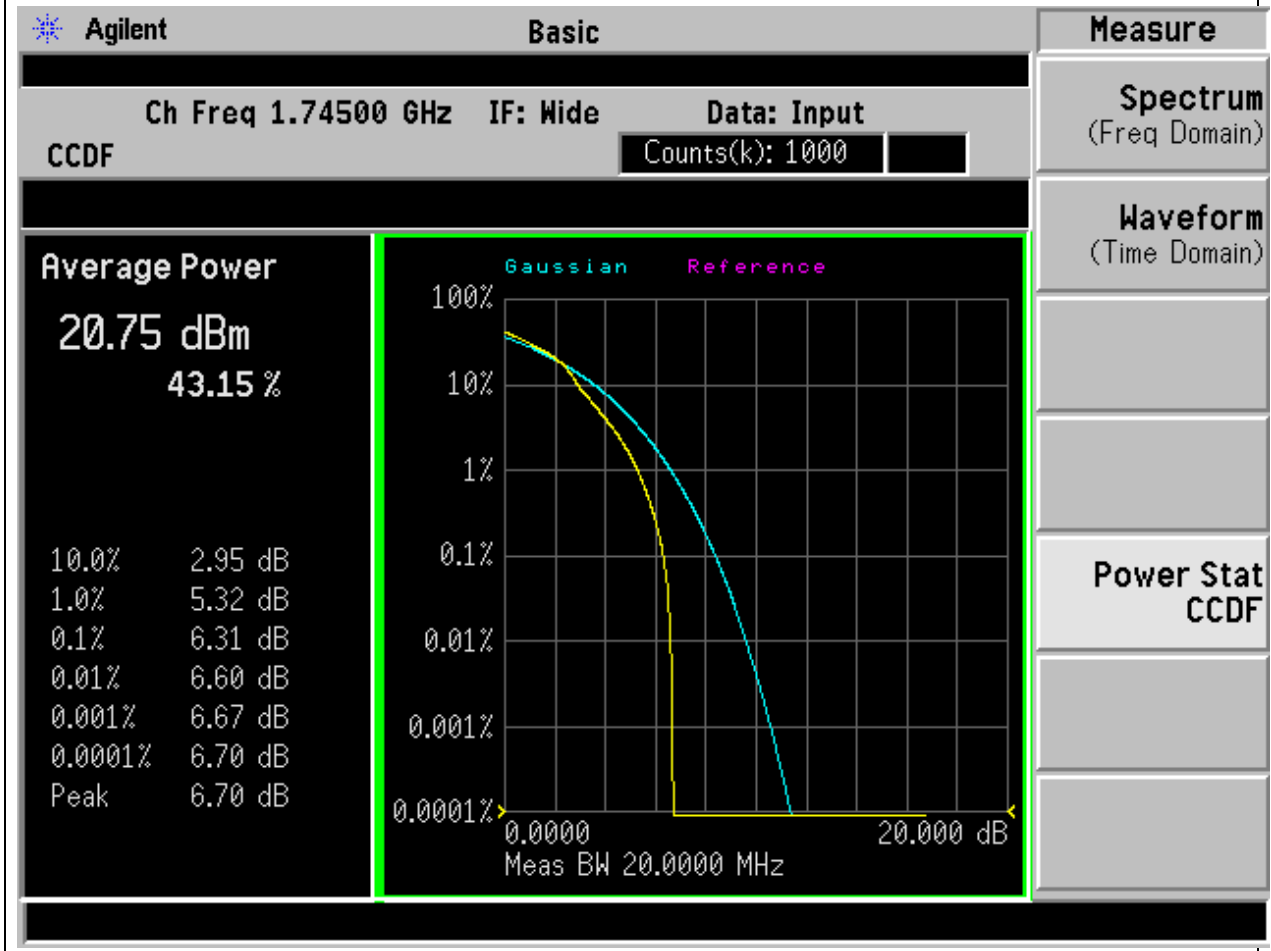 Agilent
Basic
Measure
Ch Freq 1.74500 GHz IF: Wide Data: Input
CCDF
Counts(k): 1000
Spectrum
(Freq Domain)
Waveform
(Time Domain)
Power Stat
CCDF
Average Power
20.75 dBm
43.15 %
10.0% 2.95 dB
1.0% 5.32 dB
0.1% 6.31 dB
0.01% 6.60 dB
0.001% 6.67 dB
0.0001% 6.70 dB
Peak 6.70 dB
Gaussian Reference
100%
10%
1%
0.1%
0.01%
0.001%
0.0001%
0.0000 20.000 dB
Meas BW 20.0000 MHz